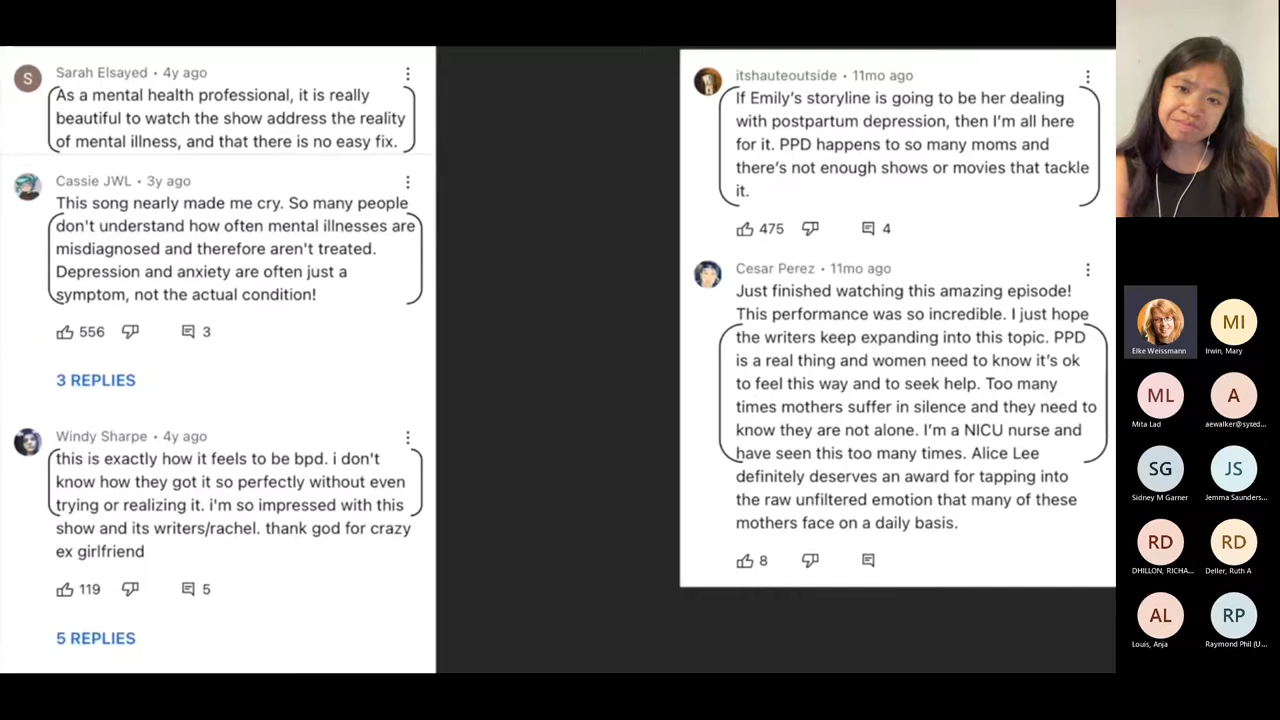 S
Sarah Elsayed • 4y ago
As a mental health professional, it is really
beautiful to watch the show address the reality
of mental illness, and that there is no easy fix.
Cassie JWL • 3y ago
This song nearly made me cry. So many people
don't understand how often mental illnesses are
misdiagnosed and therefore aren't treated.
Depression and anxiety are often just a
symptom, not the actual condition!
556
3
3 REPLIES
Windy Sharpe • 4y ago
this is exactly how it feels to be bpd. i don't
know how they got it so perfectly without even
trying or realizing it. i'm so impressed with this
show and its writers/rachel. thank god for crazy
ex girlfriend
119
5
5 REPLIES
itshauteoutside • 11mo ago
If Emily's storyline is going to be her dealing
with postpartum depression, then I'm all here
for it. PPD happens to so many moms and
there's not enough shows or movies that tackle
it.
475
4
Cesar Perez • 11mo ago
Just finished watching this amazing episode!
This performance was so incredible. I just hope
the writers keep expanding into this topic. PPD
is a real thing and women need to know it's ok
to feel this way and to seek help. Too many
times mothers suffer in silence and they need to
know they are not alone. I'm a NICU nurse and
have seen this too many times. Alice Lee
definitely deserves an award for tapping into
the raw unfiltered emotion that many of these
mothers face on a daily basis.
8
Elke Weissmann
MI
Irwin, Mary
ML
Mita Lad
A
aewalker@syxed...
SG
Sidney M Garner
JS
Jemma Saunders...
RD
DHILLON, RICHA...
RD
Deller, Ruth A
AL
Louis, Anja
RP
Raymond Phil (U...